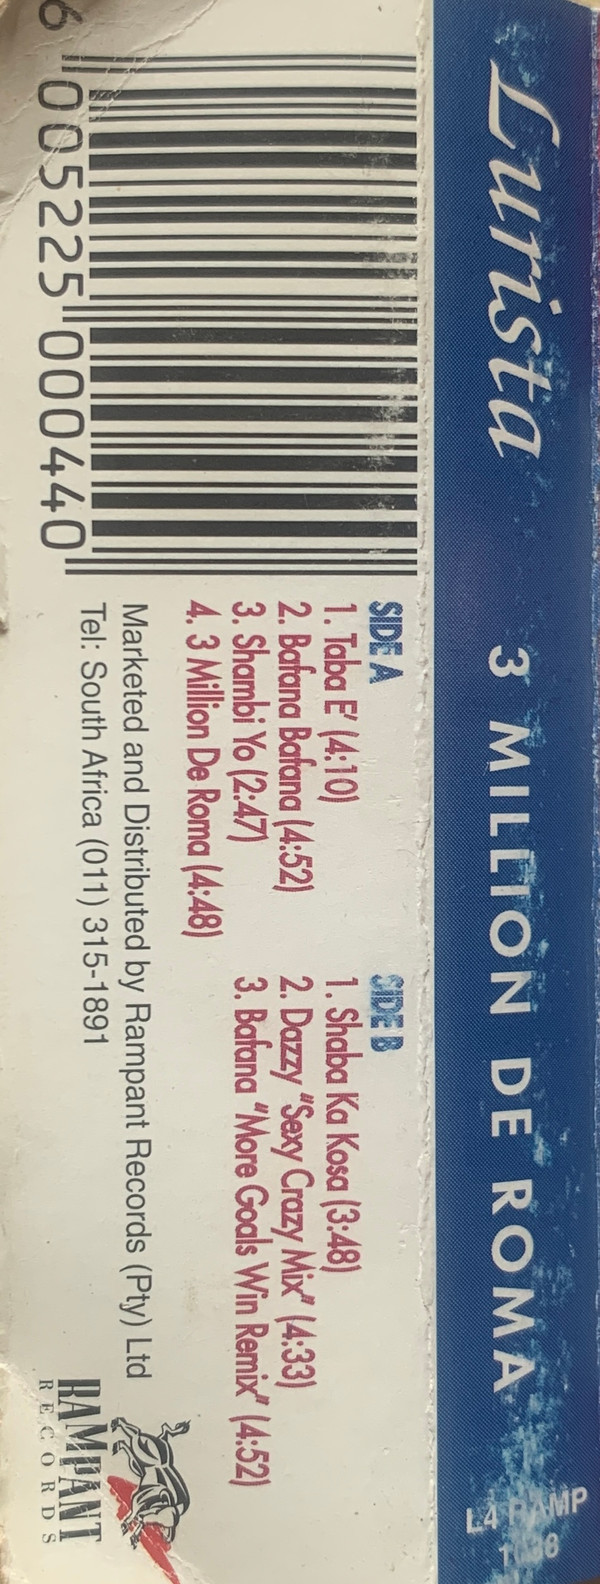 Lurista 3 MILLION DE ROMA
L4 RAMP
SIDE A
1. Taba E' (4:10)
2. Bafana Bafana (4:52)
3. Shambi Yo (2:47)
4. 3 Million De Roma (4:48)
SIDE B
1. Shaba Ka Kosa (3:48)
2. Dazzy "Sexy Crazy Mix" (4:33)
3. Bafana "More Goals Win Remix" (4:52)
Marketed and Distributed by Rampant Records (Pty) Ltd
Tel: South Africa (011) 315-1891
6 005225 000440
RAMPANT
RECORDS